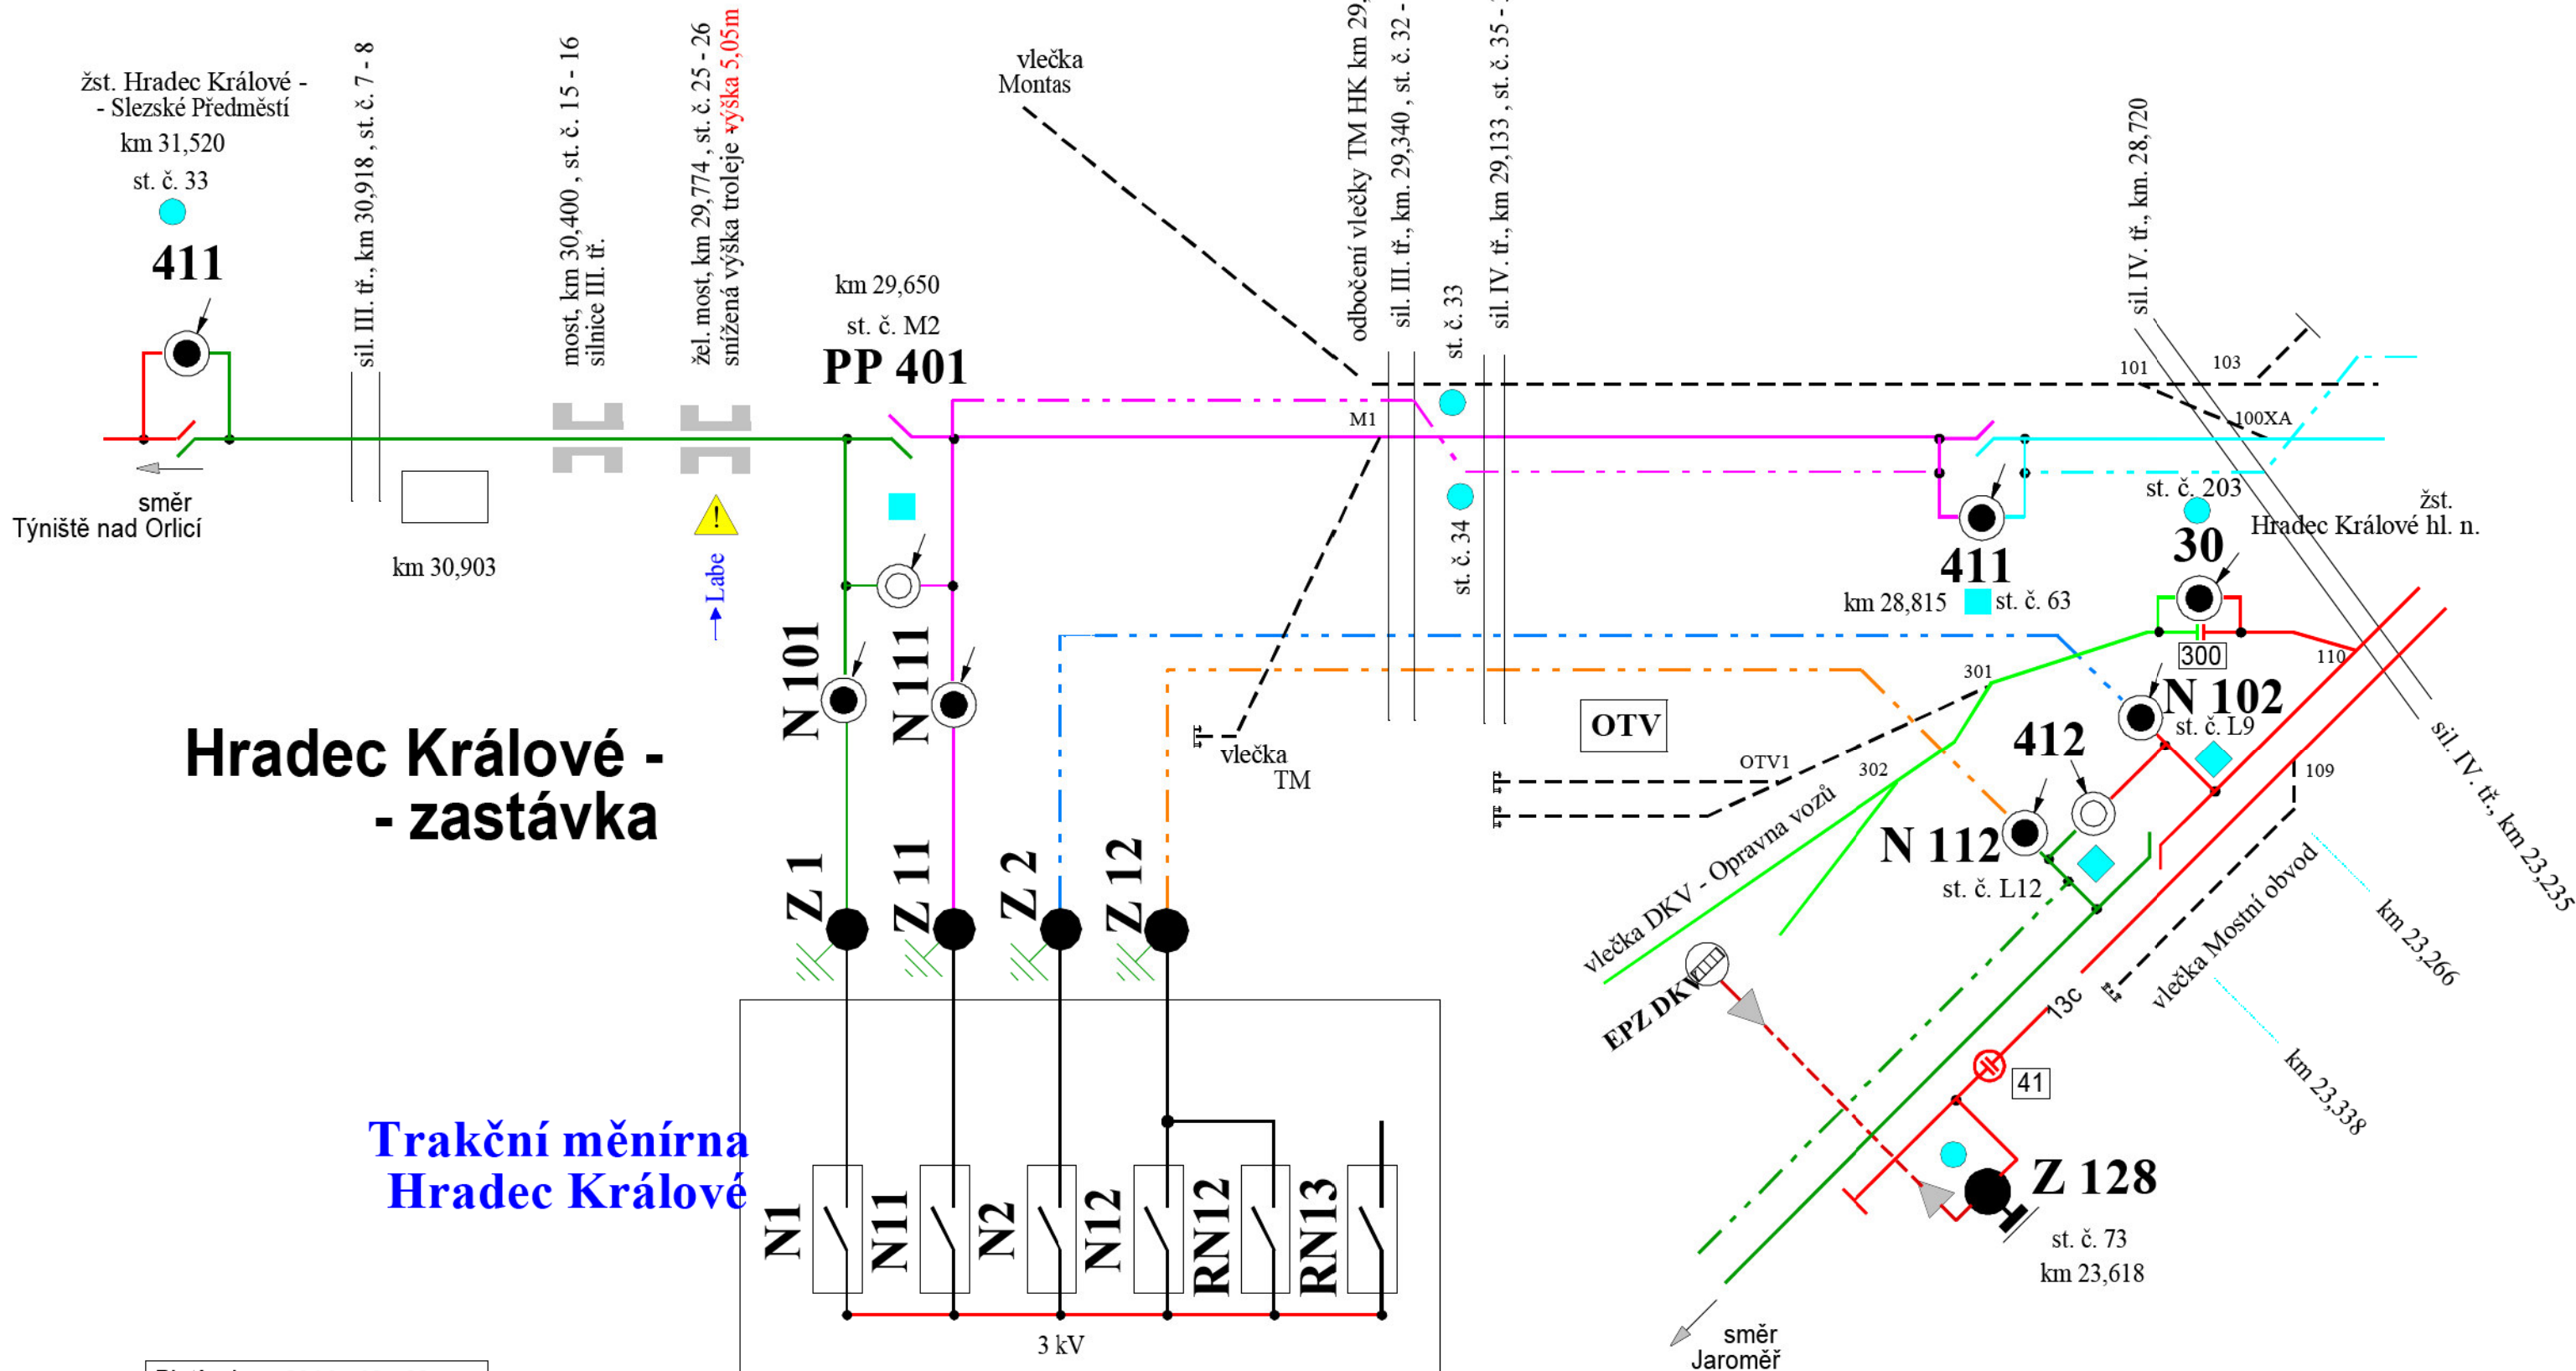 žst. Hradec Králové -
- Slezské Předměstí
km 31,520
st. č. 33
411
směr
Týniště nad Orlicí
sil. III. tř., km 30,918 , st. č. 7 - 8
km 30,903
most, km 30,400 , st. č. 15 - 16
silnice III. tř.
žel. most, km 29,774 , st. č. 25 - 26
snížená výška troleje -výška 5,05m
!
Labe
km 29,650
st. č. M2
PP 401
vlečka
Montas
odbočení vlečky TM HK km 29,
sil. III. tř., km. 29,340 , st. č. 32 -
st. č. 33
sil. IV. tř., km 29,133 , st. č. 35 -
M1
st. č. 34
sil. IV. tř., km. 28,720
101
103
100XA
411
km 28,815
st. č. 63
st. č. 203
30
žst.
Hradec Králové hl. n.
300
110
301
N 102
st. č. L9
412
N 112
st. č. L12
109
302
OTV1
OTV
vlečka
TM
N 101
N 111
Hradec Králové -
- zastávka
Z 1
Z 11
Z 2
Z 12
vlečka DKV - Opravna vozů
EPZ DKV
vlečka Mostní obvod
sil. IV. tř., km 23,235
km 23,266
km 23,338
13c
41
Z 128
st. č. 73
km 23,618
směr
Jaroměř
Trakční měnírna
Hradec Králové
N1
N11
N2
N12
RN12
RN13
3 kV